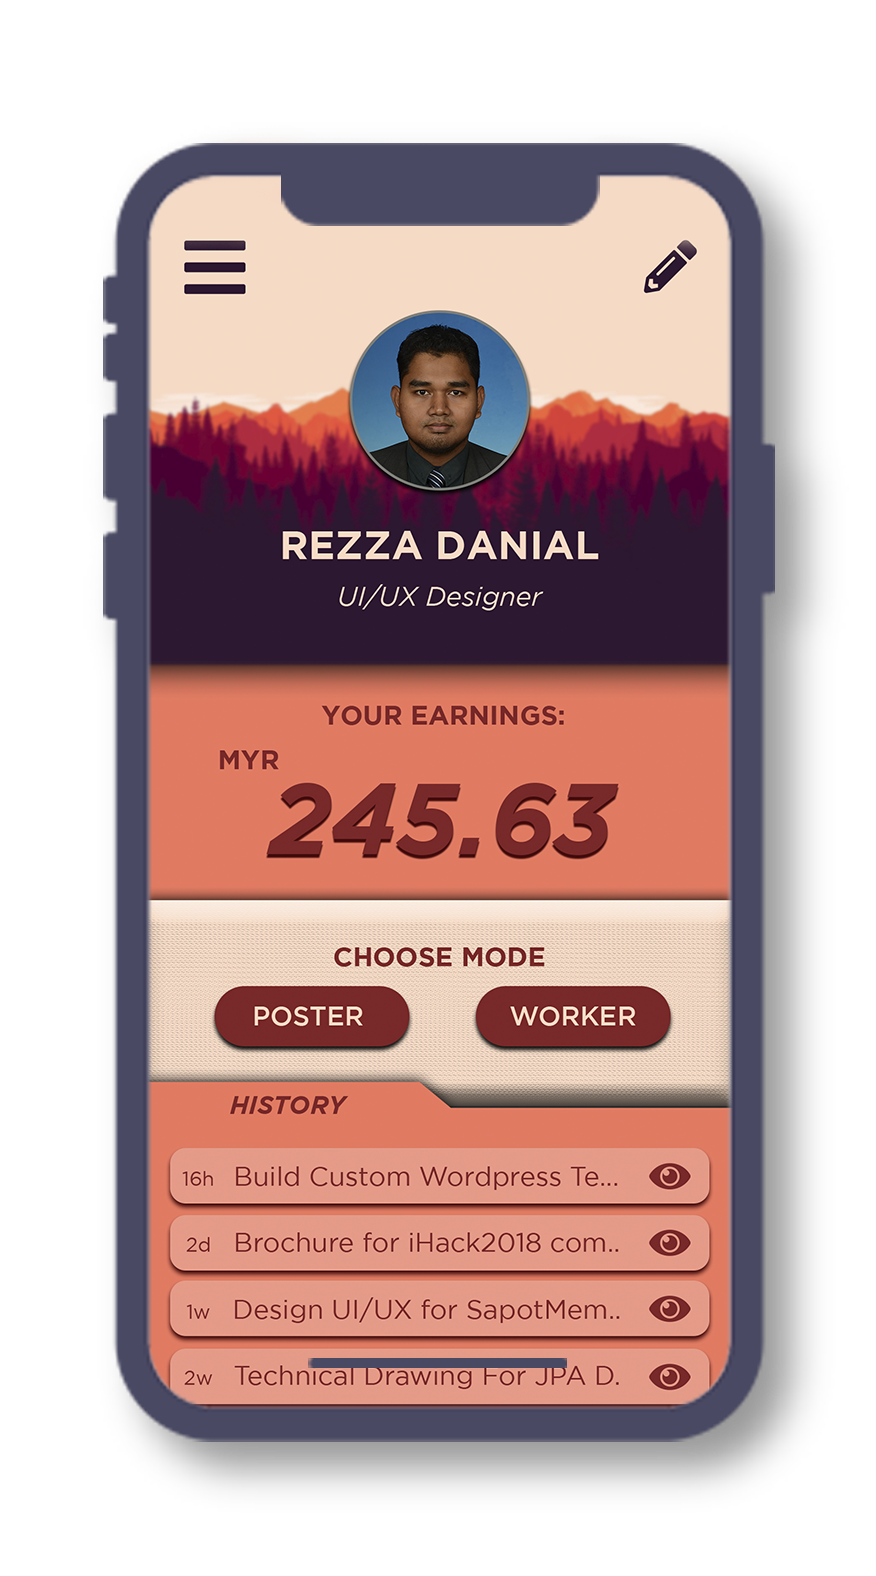 REZZA DANIAL
UI/UX Designer
YOUR EARNINGS:
MYR
245.63
CHOOSE MODE
POSTER WORKER
HISTORY
16h Build Custom Wordpress Te...
2d Brochure for iHack2018 com..
1w Design UI/UX for SapotMem..
2w Technical Drawing For JPA D.